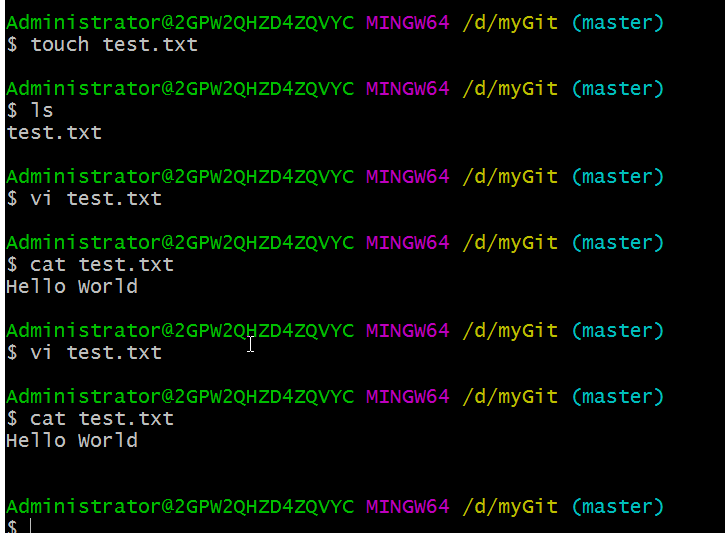 Administrator@2GPW2QHZD4ZQVYC MINGW64 /d/myGit (master)
$ touch test.txt
Administrator@2GPW2QHZD4ZQVYC MINGW64 /d/myGit (master)
$ ls
test.txt
Administrator@2GPW2QHZD4ZQVYC MINGW64 /d/myGit (master)
$ vi test.txt
Administrator@2GPW2QHZD4ZQVYC MINGW64 /d/myGit (master)
$ cat test.txt
Hello World
Administrator@2GPW2QHZD4ZQVYC MINGW64 /d/myGit (master)
$ vi test.txt
Administrator@2GPW2QHZD4ZQVYC MINGW64 /d/myGit (master)
$ cat test.txt
Hello World
Administrator@2GPW2QHZD4ZQVYC MINGW64 /d/myGit (master)
$